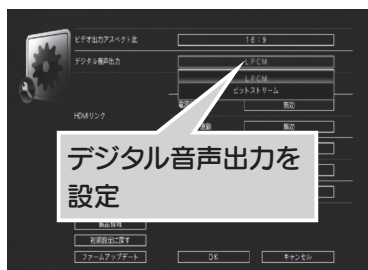 ビデオ出力アスペクト比
16:9
デジタル音声出力
LPCM
LPCM
ビットストリーム
無効
HDMIリンク
無効
デジタル音声出力を
設定
製品情報
初期設定に戻す
ファームアップデート
OK
キャンセル